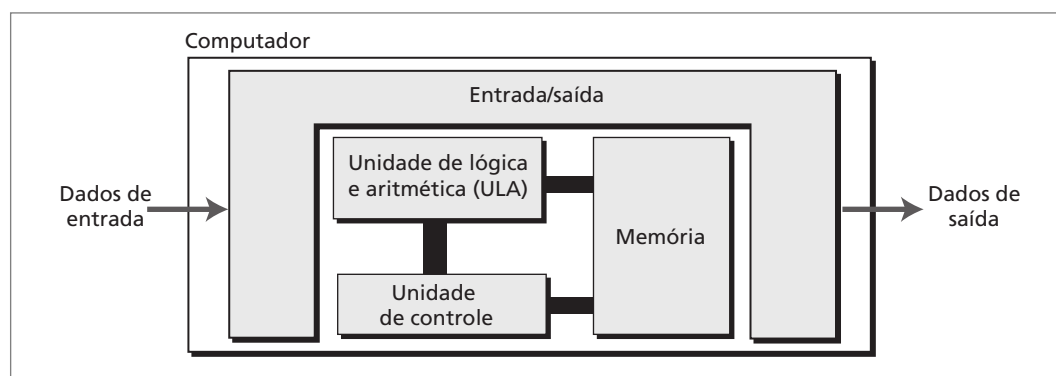 Computador
Entrada/saída
Unidade de lógica
e aritmética (ULA)
Dados de
entrada
Memória
Dados de
saída
Unidade
de controle